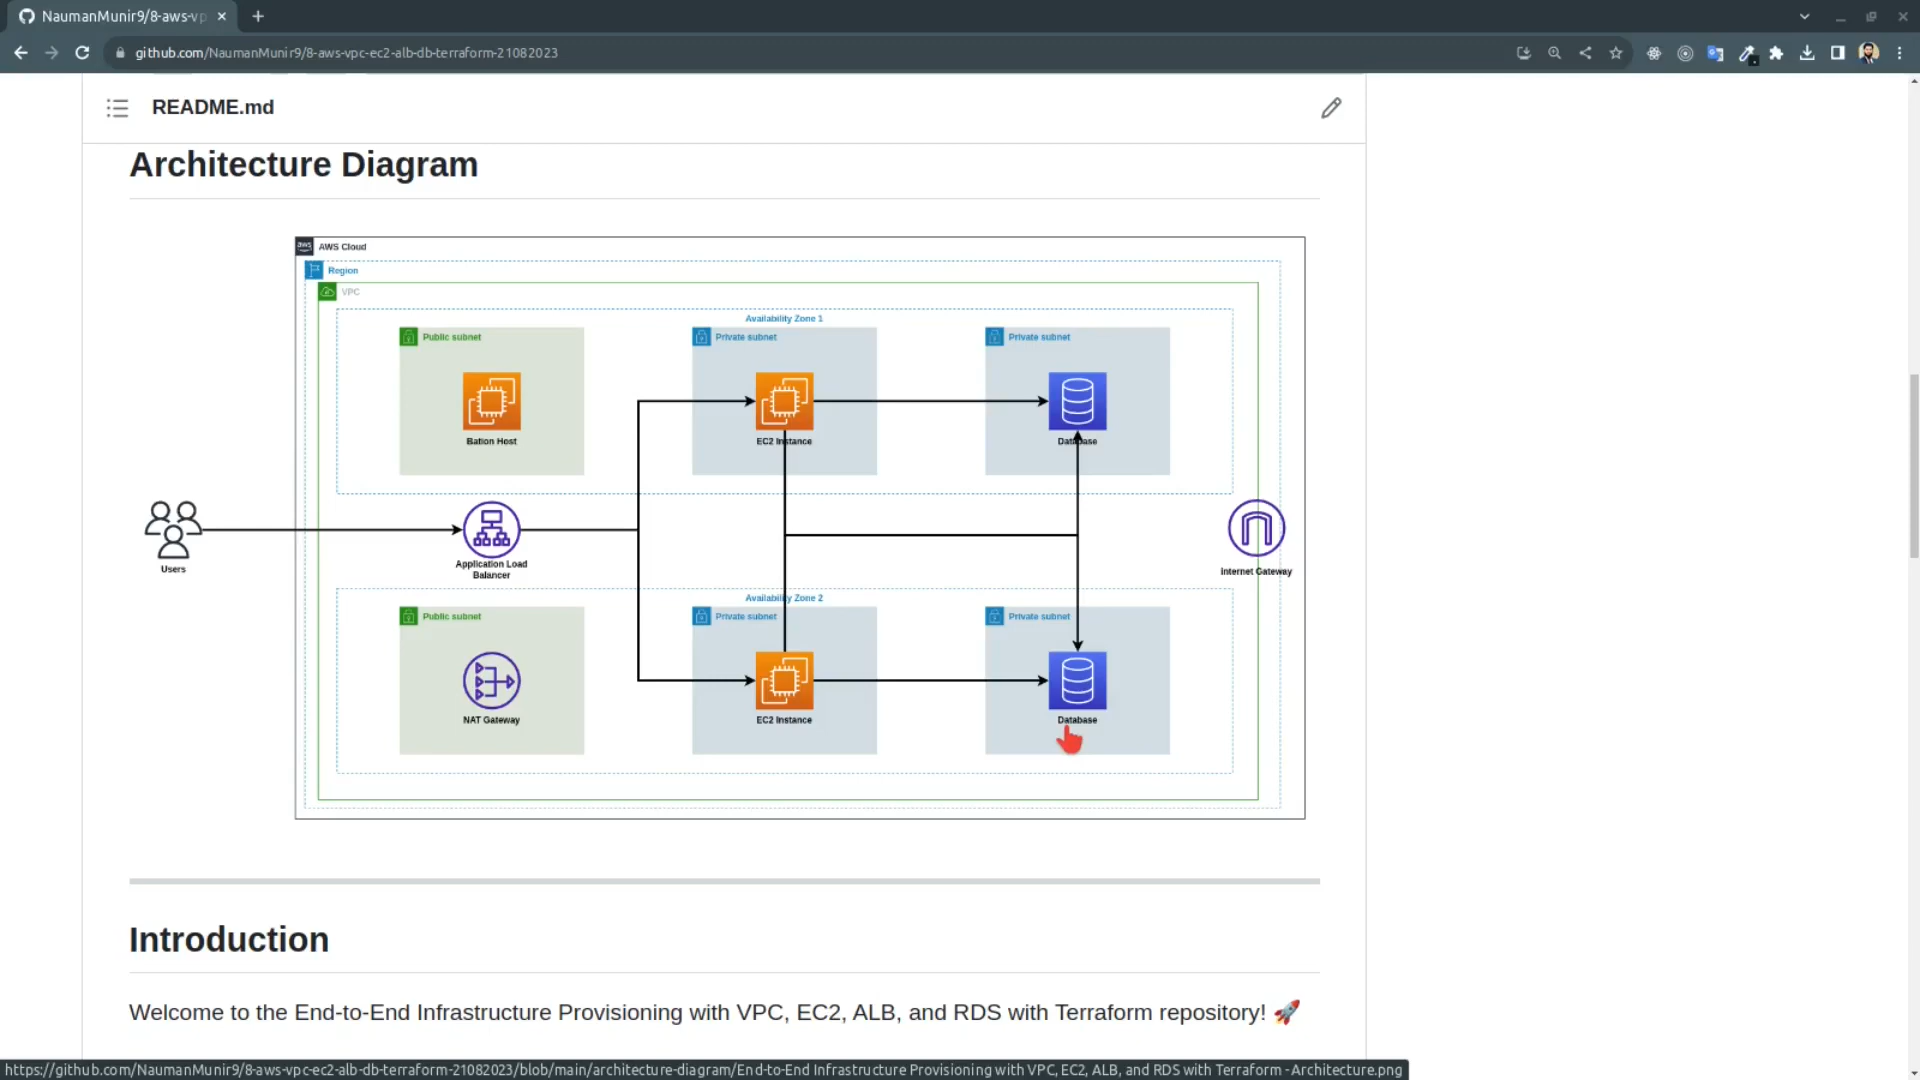 NaumanMunir9/8-aws-vp
github.com/NaumanMunir9/8-aws-vpc-ec2-alb-db-terraform-21082023
README.md
Architecture Diagram
aws
AWS Cloud
Region
VPC
Availability Zone 1
Public subnet
Private subnet
Private subnet
Bation Host
EC2 Instance
Database
Users
Application Load
Balancer
Internet Gateway
Availability Zone 2
Public subnet
Private subnet
Private subnet
NAT Gateway
EC2 Instance
Database
Introduction
Welcome to the End-to-End Infrastructure Provisioning with VPC, EC2, ALB, and RDS with Terraform repository! 🚀
https://github.com/NaumanMunir9/8-aws-vpc-ec2-alb-db-terraform-21082023/blob/main/architecture-diagram/End-to-End Infrastructure Provisioning with VPC, EC2, ALB, and RDS with Terraform - Architecture.png